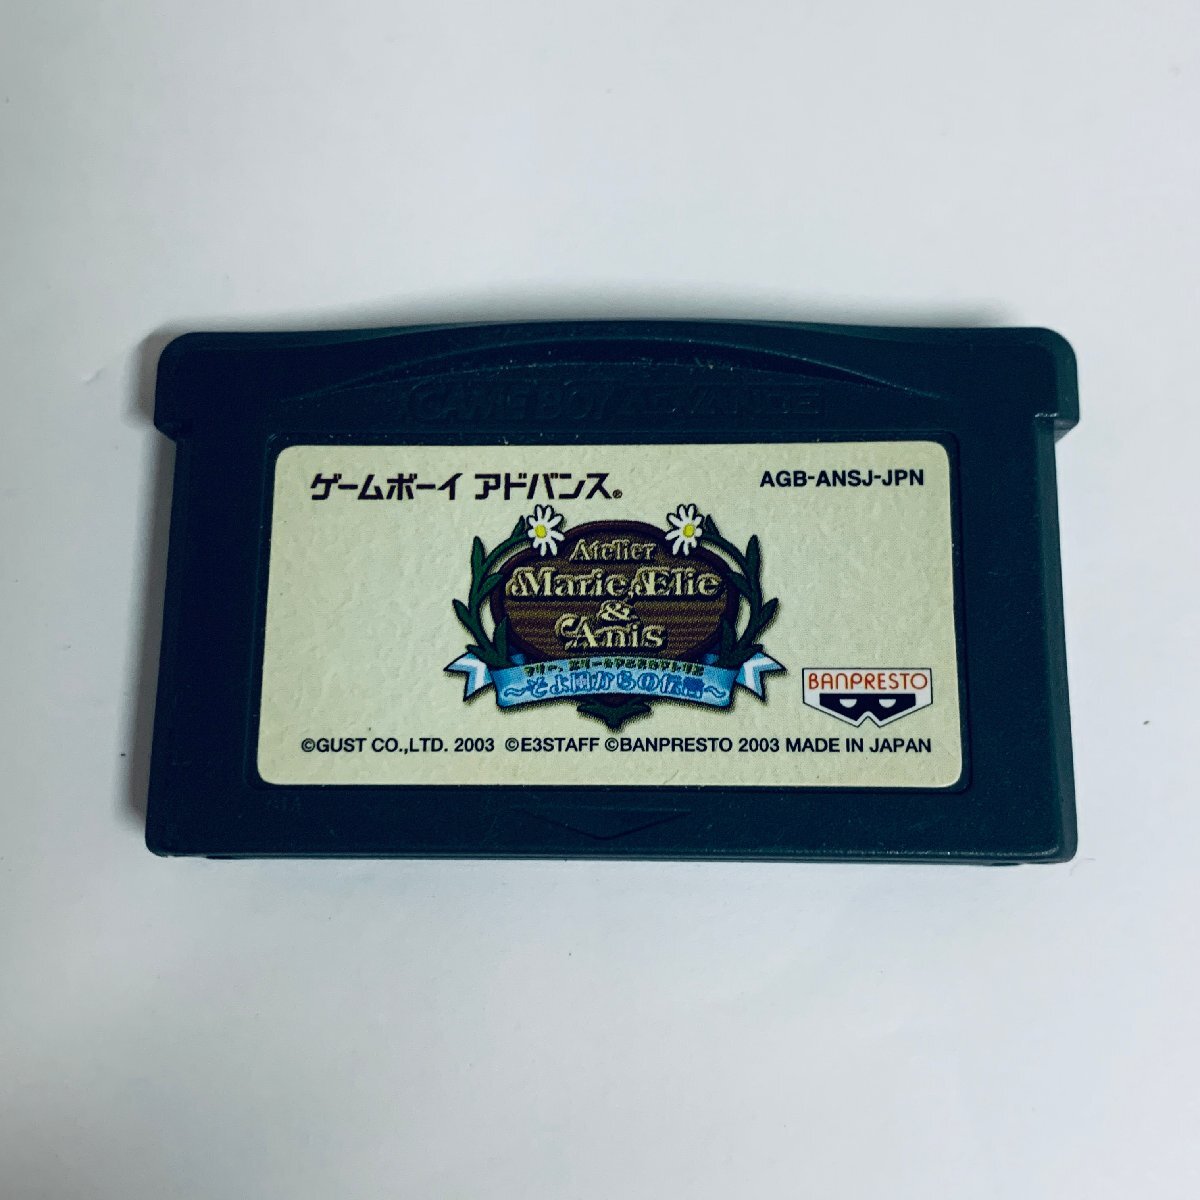 GAME BOY ADVANCE
ゲームボーイ アドバンス®
AGB-ANSJ-JPN
Atelier
Marie, Elie
&
Anis
マリー、エリー&アニスのアトリエ
～そよ風からの伝言～
BANPRESTO
©GUST CO.,LTD. 2003 ©E3STAFF ©BANPRESTO 2003 MADE IN JAPAN